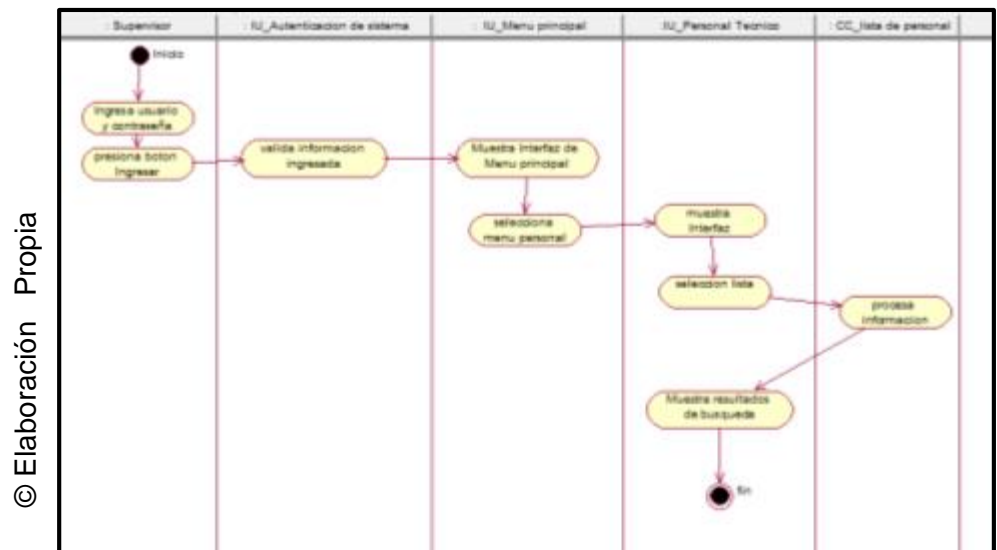 : Supervisor
: IU_Autenticacion de sistema
: IU_Menu principal
:IU_Personal Tecnico
: CC_lista de personal
Inicio
Ingresa usuario
y contraseña
presiona boton
Ingresar
valida informacion
ingresada
Muestra Interfaz de
Menu principal
selecciona
menu personal
muestra
Interfaz
seleccion lista
procesa
informacion
Muestra resultados
de busqueda
fin
© Elaboración Propia